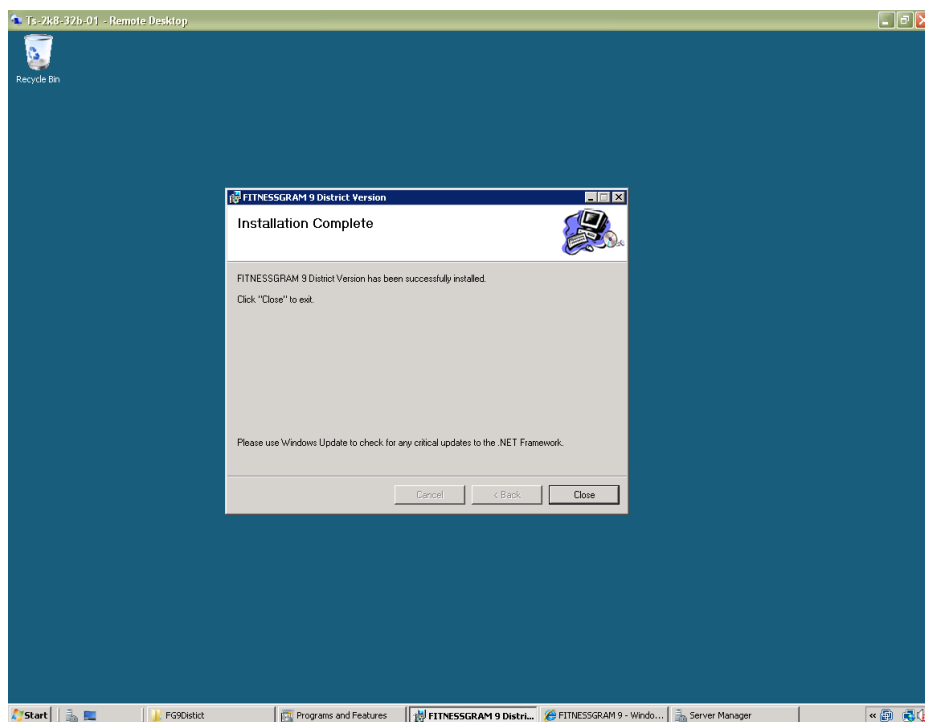 Ts-2k8-32b-01 - Remote Desktop
Recycle Bin
FITNESSGRAM 9 District Version
Installation Complete
FITNESSGRAM 9 District Version has been successfully installed.
Click "Close" to exit.
Please use Windows Update to check for any critical updates to the .NET Framework.
Cancel
< Back
Close
Start
FG9Distict
Programs and Features
FITNESSGRAM 9 Distri...
FITNESSGRAM 9 - Windo...
Server Manager